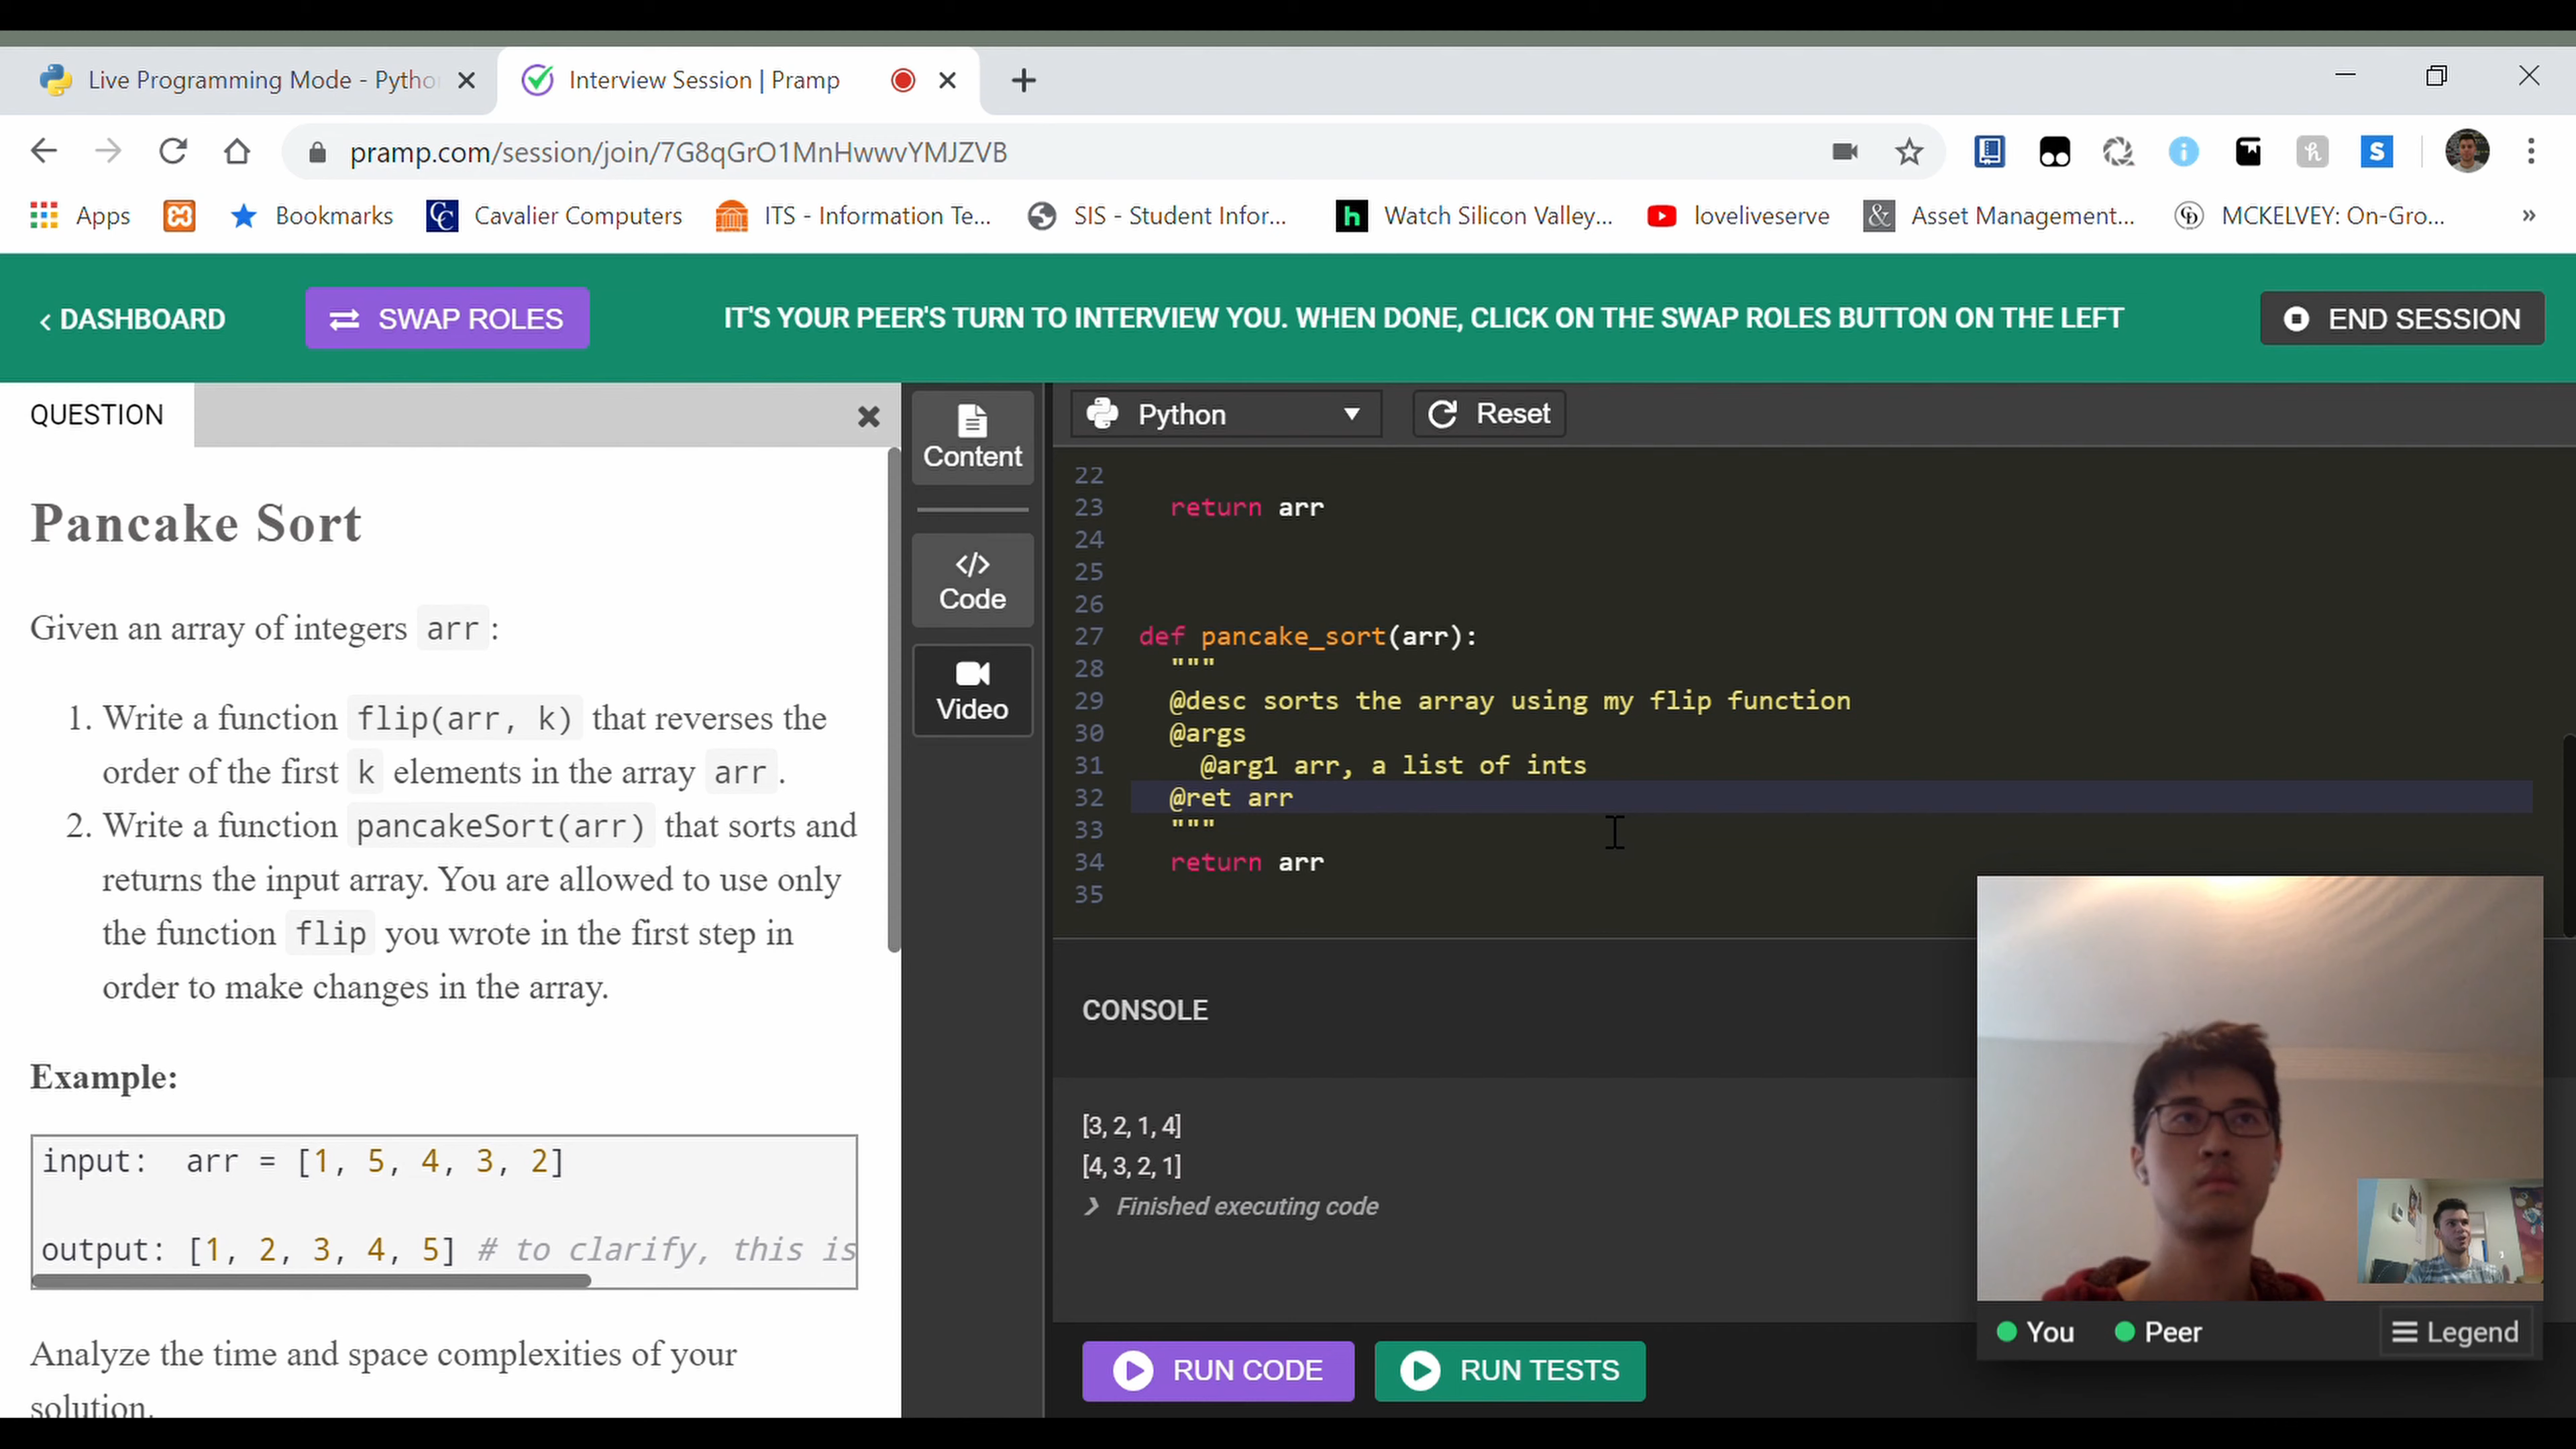 Live Programming Mode - Pytho
Interview Session | Pramp
pramp.com/session/join/7G8qGrO1MnHwwvYMJZVB
Apps
Bookmarks
Cavalier Computers
ITS - Information Te...
SIS - Student Infor...
Watch Silicon Valley...
loveliveserve
Asset Management...
MCKELVEY: On-Gro...
»
‹ DASHBOARD
SWAP ROLES
IT'S YOUR PEER'S TURN TO INTERVIEW YOU. WHEN DONE, CLICK ON THE SWAP ROLES BUTTON ON THE LEFT
END SESSION
QUESTION
Pancake Sort
Given an array of integers arr :
1. Write a function flip(arr, k) that reverses the
order of the first k elements in the array arr .
2. Write a function pancakeSort(arr) that sorts and
returns the input array. You are allowed to use only
the function flip you wrote in the first step in
order to make changes in the array.
Example:
input:  arr = [1, 5, 4, 3, 2]
output: [1, 2, 3, 4, 5] # to clarify, this is
Analyze the time and space complexities of your
solution.
Content
</>
Code
Video
Python
Reset
22
23 return arr
24
25
26
27 def pancake_sort(arr):
28 """
29 @desc sorts the array using my flip function
30 @args
31 @arg1 arr, a list of ints
32 @ret arr
33 """
34 return arr
35
CONSOLE
[3, 2, 1, 4]
[4, 3, 2, 1]
❯ Finished executing code
RUN CODE
RUN TESTS
You
Peer
Legend